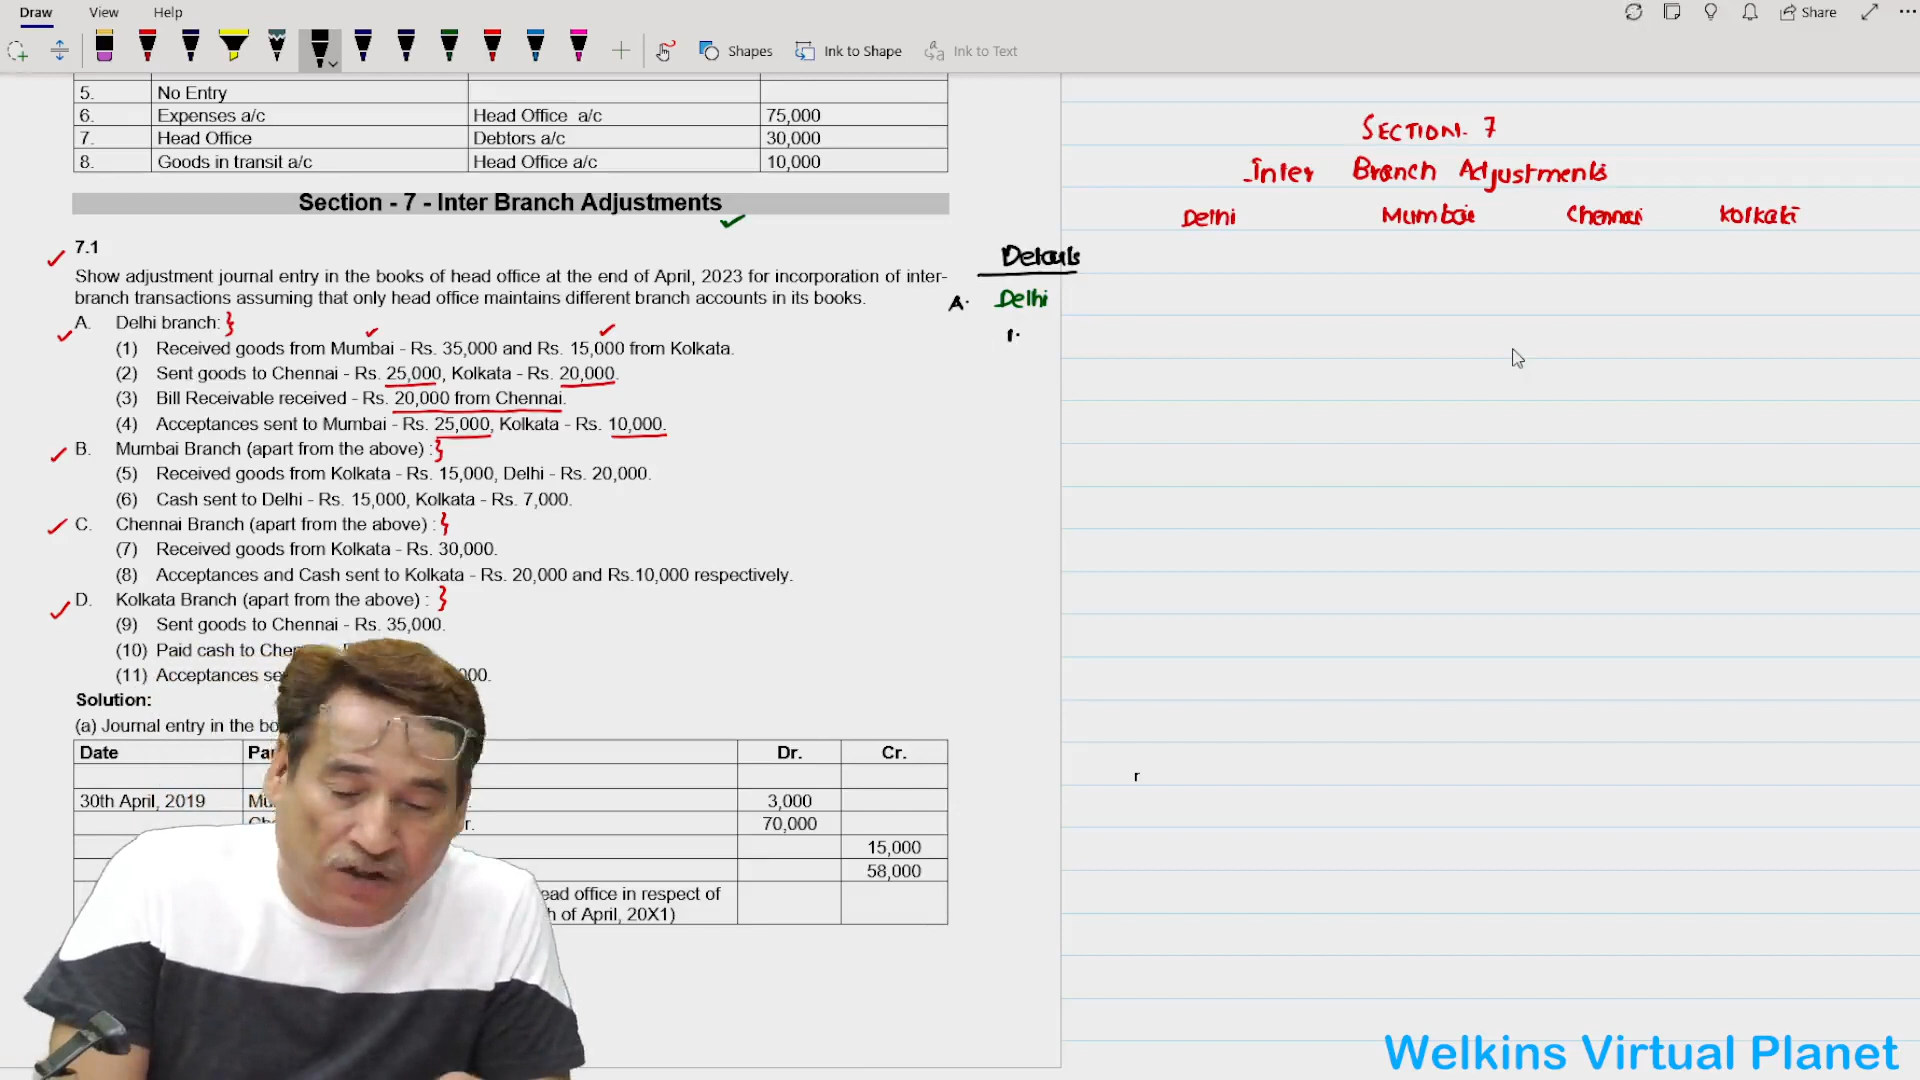 Draw View Help Share
Shapes Ink to Shape Ink to Text
5. No Entry
6. Expenses a/c Head Office a/c 75,000
7. Head Office Debtors a/c 30,000
8. Goods in transit a/c Head Office a/c 10,000
Section - 7 - Inter Branch Adjustments
7.1
Show adjustment journal entry in the books of head office at the end of April, 2023 for incorporation of inter-
branch transactions assuming that only head office maintains different branch accounts in its books.
A. Delhi branch:
(1) Received goods from Mumbai - Rs. 35,000 and Rs. 15,000 from Kolkata.
(2) Sent goods to Chennai - Rs. 25,000, Kolkata - Rs. 20,000.
(3) Bill Receivable received - Rs. 20,000 from Chennai.
(4) Acceptances sent to Mumbai - Rs. 25,000, Kolkata - Rs. 10,000.
B. Mumbai Branch (apart from the above) :
(5) Received goods from Kolkata - Rs. 15,000, Delhi - Rs. 20,000.
(6) Cash sent to Delhi - Rs. 15,000, Kolkata - Rs. 7,000.
C. Chennai Branch (apart from the above) :
(7) Received goods from Kolkata - Rs. 30,000.
(8) Acceptances and Cash sent to Kolkata - Rs. 20,000 and Rs.10,000 respectively.
D. Kolkata Branch (apart from the above) :
(9) Sent goods to Chennai - Rs. 35,000.
(10) Paid cash to
(11) Acceptances
Solution:
(a) Journal entry in the
Date Dr. Cr.
30th April, 2019 3,000
70,000
15,000
58,000
office in respect of
of April, 20X1)
Details
A. Delhi
1.
SECTION. 7
Inter Branch Adjustments
Delhi Mumbai Chennai Kolkata
r
Welkins Virtual Planet